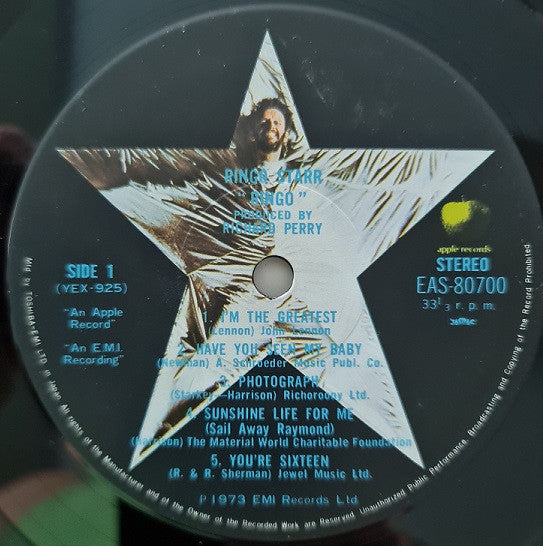 RINGO STARR
"RINGO"
PRODUCED BY
RICHARD PERRY
apple records
SIDE 1
(YEX-925)
STEREO
EAS-80700
33⅓ r.p.m.
"An Apple
Record"
"An E.M.I.
Recording"
1. I'M THE GREATEST
(Lennon) John Lennon
2. HAVE YOU SEEN MY BABY
(Newman) A. Schroeder Music Publ. Co.
3. PHOTOGRAPH
(Starkey-Harrison) Richoroony Ltd.
4. SUNSHINE LIFE FOR ME
(Sail Away Raymond)
(Harrison) The Material World Charitable Foundation
5. YOU'RE SIXTEEN
(R. & R. Sherman) Jewel Music Ltd.
P 1973 EMI Records Ltd.
Mfg by TOSHIBA EMI LTD. in Japan. All rights of the Manufacturer and of the Owner of the Recorded Work are Reserved. Unauthorized Public Performance, Broadcasting and Copying of the Record Prohibited.